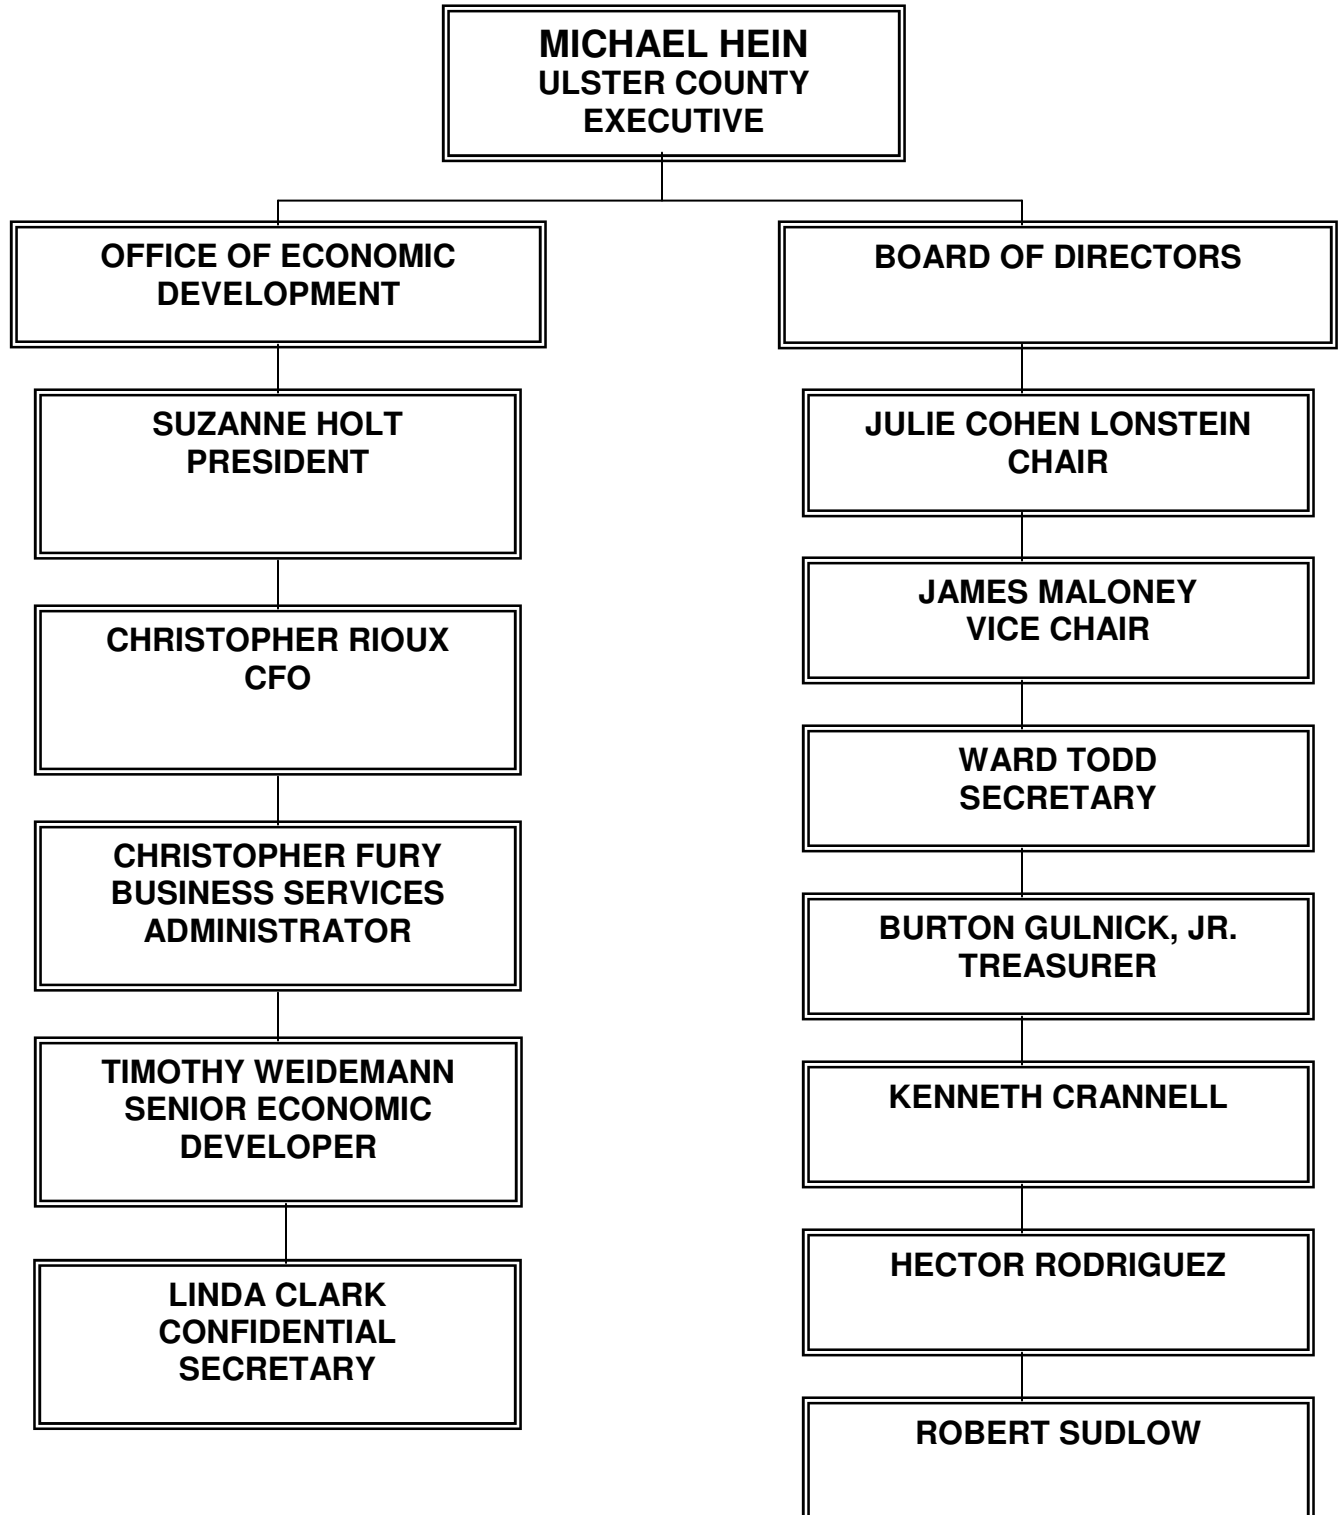 MICHAEL HEIN
ULSTER COUNTY
EXECUTIVE
OFFICE OF ECONOMIC
DEVELOPMENT
SUZANNE HOLT
PRESIDENT
CHRISTOPHER RIOUX
CFO
CHRISTOPHER FURY
BUSINESS SERVICES
ADMINISTRATOR
TIMOTHY WEIDEMANN
SENIOR ECONOMIC
DEVELOPER
LINDA CLARK
CONFIDENTIAL
SECRETARY
BOARD OF DIRECTORS
JULIE COHEN LONSTEIN
CHAIR
JAMES MALONEY
VICE CHAIR
WARD TODD
SECRETARY
BURTON GULNICK, JR.
TREASURER
KENNETH CRANNELL
HECTOR RODRIGUEZ
ROBERT SUDLOW